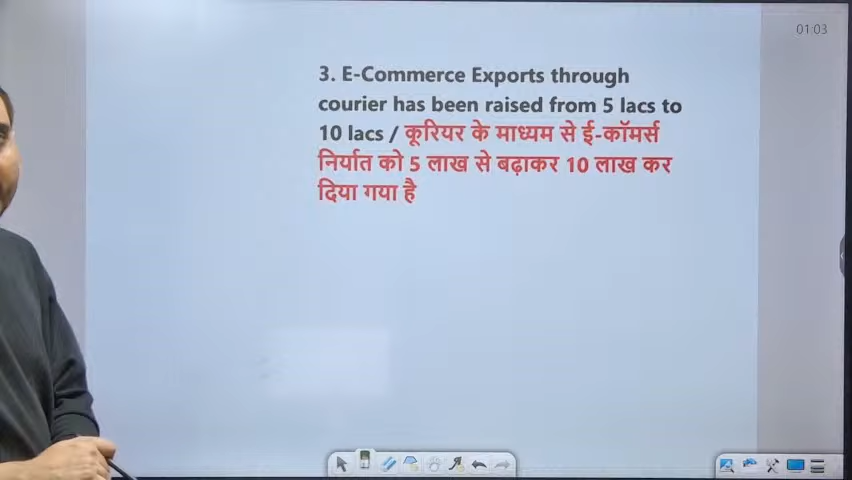 01:03
3. E-Commerce Exports through
courier has been raised from 5 lacs to
10 lacs / कूरियर के माध्यम से ई-कॉमर्स
निर्यात को 5 लाख से बढ़ाकर 10 लाख कर
दिया गया है